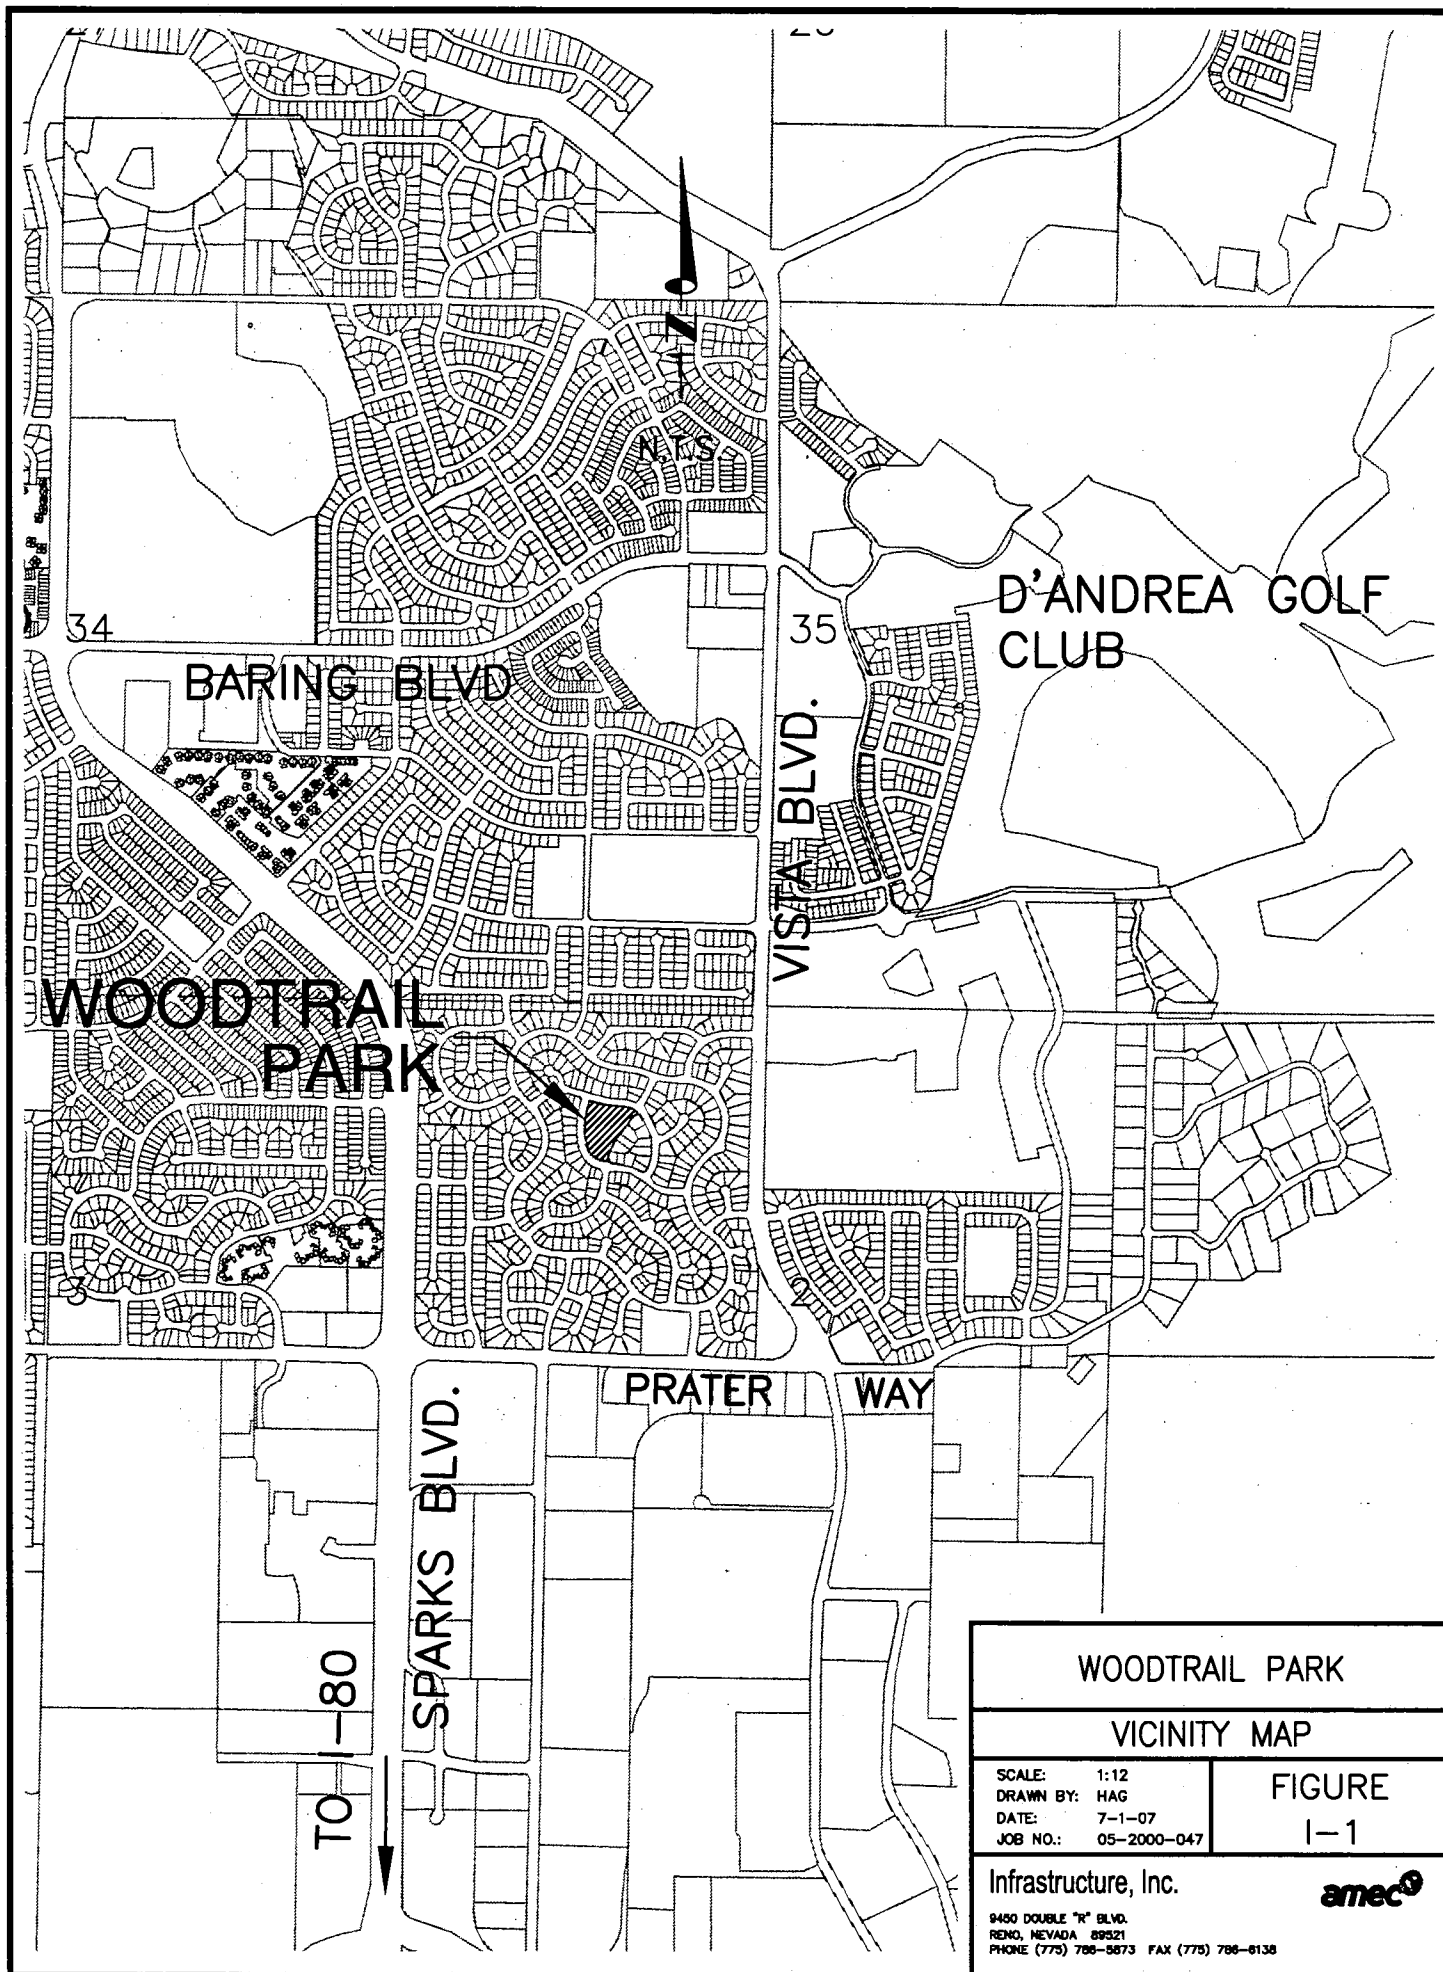 N
N.T.S.
34
35
D'ANDREA GOLF
CLUB
BARING BLVD
VISTA BLVD.
WOODTRAIL
PARK
3
2
PRATER WAY
SPARKS BLVD.
TO I-80
WOODTRAIL PARK
VICINITY MAP
SCALE: 1:12
DRAWN BY: HAG
DATE: 7-1-07
JOB NO.: 05-2000-047
FIGURE
I-1
Infrastructure, Inc.
amec
9450 DOUBLE "R" BLVD.
RENO, NEVADA 89521
PHONE (775) 786-5873 FAX (775) 786-6138